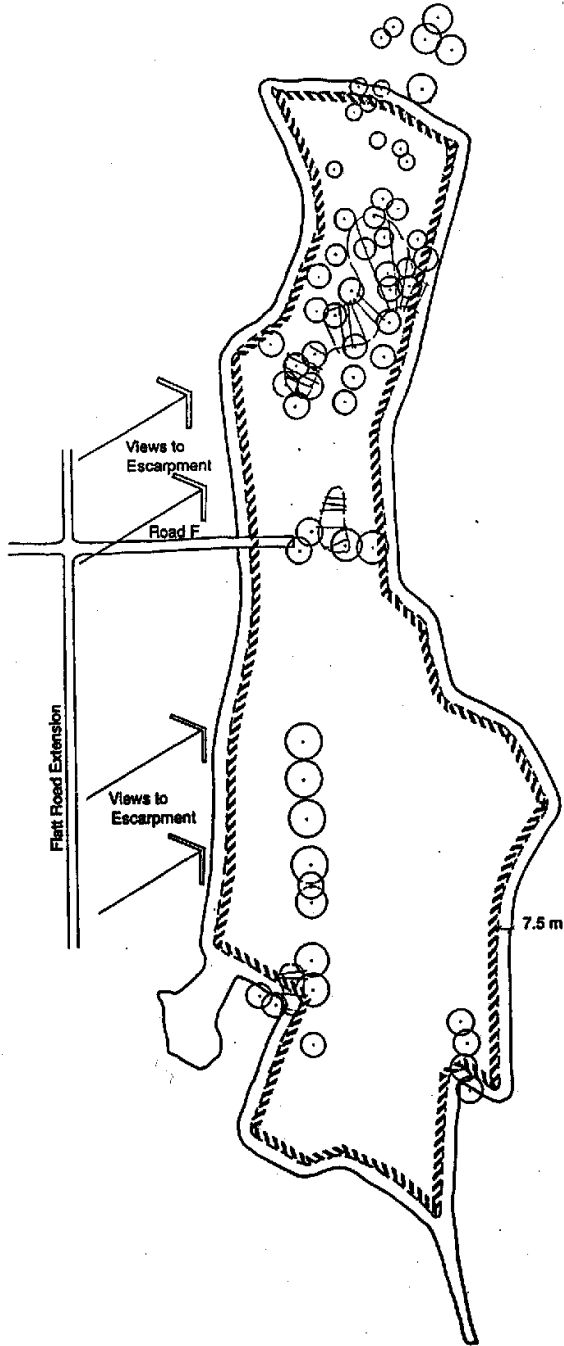 Views to
Escarpment
Road F
Flatt Road Extension
Views to
Escarpment
7.5 m